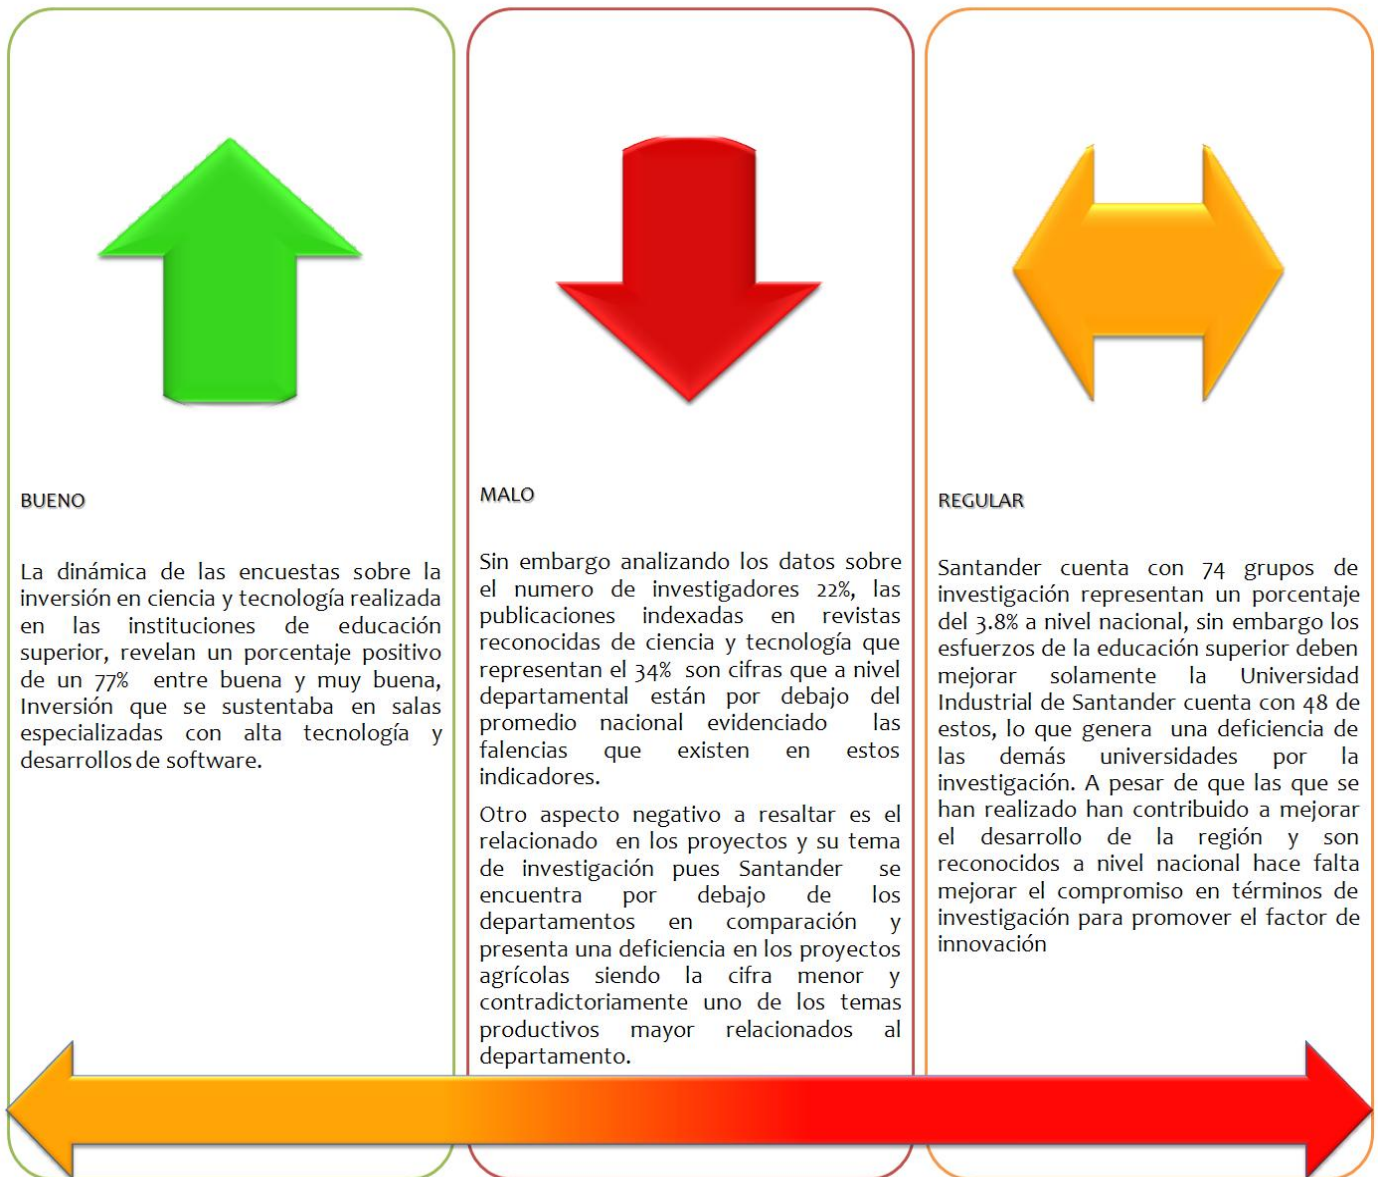 BUENO
La dinámica de las encuestas sobre la
inversión en ciencia y tecnología realizada
en las instituciones de educación
superior, revelan un porcentaje positivo
de un 77% entre buena y muy buena,
Inversión que se sustentaba en salas
especializadas con alta tecnología y
desarrollos de software.
MALO
Sin embargo analizando los datos sobre
el numero de investigadores 22%, las
publicaciones indexadas en revistas
reconocidas de ciencia y tecnología que
representan el 34% son cifras que a nivel
departamental están por debajo del
promedio nacional evidenciado las
falencias que existen en estos
indicadores.
Otro aspecto negativo a resaltar es el
relacionado en los proyectos y su tema
de investigación pues Santander se
encuentra por debajo de los
departamentos en comparación y
presenta una deficiencia en los proyectos
agrícolas siendo la cifra menor y
contradictoriamente uno de los temas
productivos mayor relacionados al
departamento.
REGULAR
Santander cuenta con 74 grupos de
investigación representan un porcentaje
del 3.8% a nivel nacional, sin embargo los
esfuerzos de la educación superior deben
mejorar solamente la Universidad
Industrial de Santander cuenta con 48 de
estos, lo que genera una deficiencia de
las demás universidades por la
investigación. A pesar de que las que se
han realizado han contribuido a mejorar
el desarrollo de la región y son
reconocidos a nivel nacional hace falta
mejorar el compromiso en términos de
investigación para promover el factor de
innovación